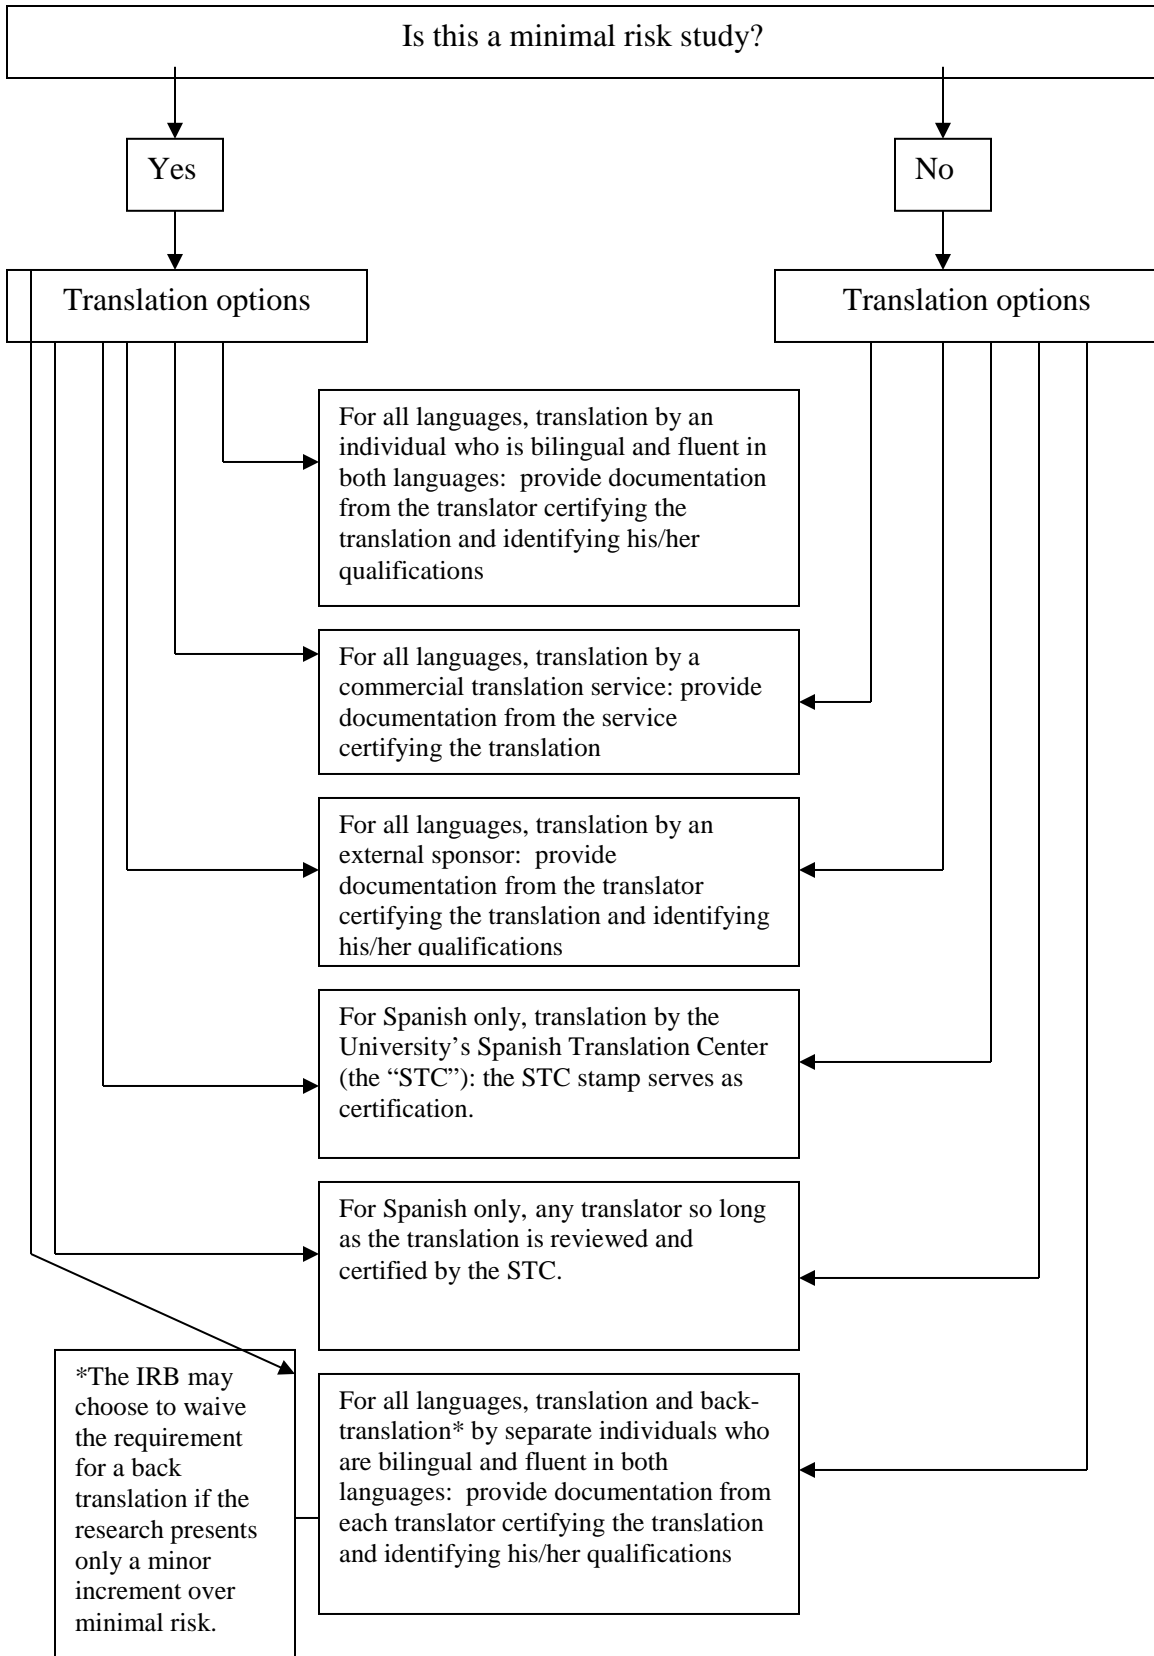 Is this a minimal risk study?
Yes
No
Translation options
Translation options
For all languages, translation by an
individual who is bilingual and fluent in
both languages:  provide documentation
from the translator certifying the
translation and identifying his/her
qualifications
For all languages, translation by a
commercial translation service: provide
documentation from the service
certifying the translation
For all languages, translation by an
external sponsor:  provide
documentation from the translator
certifying the translation and identifying
his/her qualifications
For Spanish only, translation by the
University’s Spanish Translation Center
(the “STC”): the STC stamp serves as
certification.
For Spanish only, any translator so long
as the translation is reviewed and
certified by the STC.
*The IRB may
choose to waive
the requirement
for a back
translation if the
research presents
only a minor
increment over
minimal risk.
For all languages, translation and back-
translation* by separate individuals who
are bilingual and fluent in both
languages:  provide documentation from
each translator certifying the translation
and identifying his/her qualifications